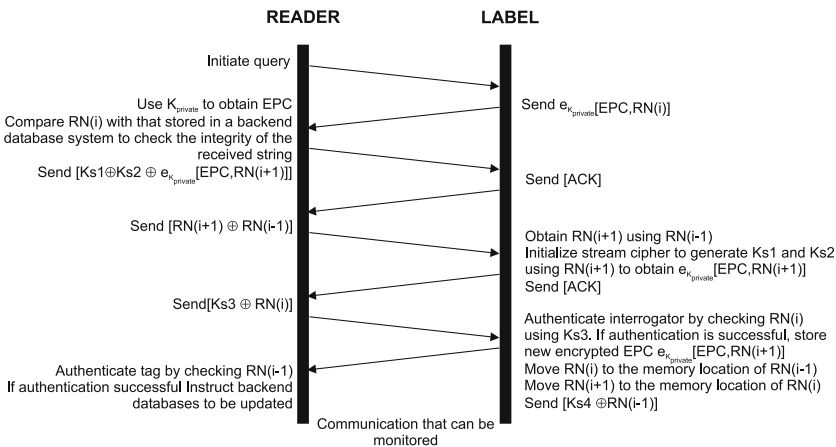 READER
LABEL
Initiate query
Use Kprivate to obtain EPC
Compare RN(i) with that stored in a backend
database system to check the integrity of the
received string
Send [Ks1⊕Ks2 ⊕ eKprivate[EPC,RN(i+1)]]
Send eKprivate[EPC,RN(i)]
Send [ACK]
Send [RN(i+1) ⊕ RN(i-1)]
Obtain RN(i+1) using RN(i-1)
Initialize stream cipher to generate Ks1 and Ks2
using RN(i+1) to obtain eKprivate[EPC,RN(i+1)]
Send [ACK]
Send[Ks3 ⊕ RN(i)]
Authenticate interrogator by checking RN(i)
using Ks3. If authentication is successful, store
new encrypted EPC eKprivate[EPC,RN(i+1)]
Move RN(i) to the memory location of RN(i-1)
Move RN(i+1) to the memory location of RN(i)
Send [Ks4 ⊕RN(i-1)]
Authenticate tag by checking RN(i-1)
If authentication successful Instruct backend
databases to be updated
Communication that can be
monitored